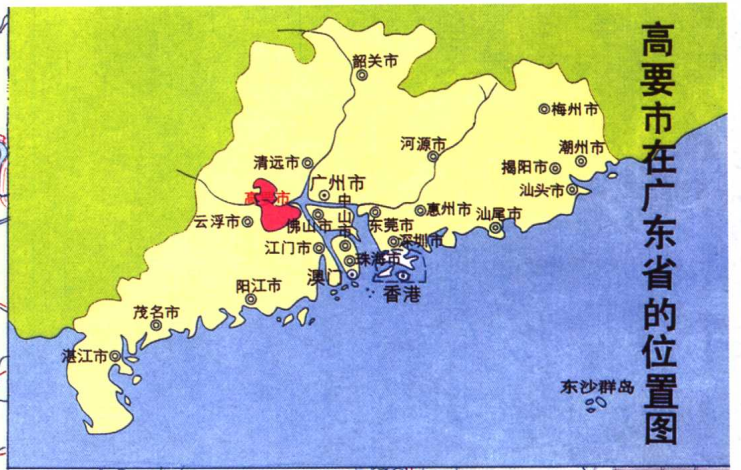 高要市在广东省的位置图
韶关市
梅州市
河源市
潮州市
清远市
揭阳市
广州市
高要市
汕头市
中山市
云浮市
佛山市
东莞市
惠州市
汕尾市
江门市
深圳市
珠海市
澳门
阳江市
香港
茂名市
湛江市
东沙群岛